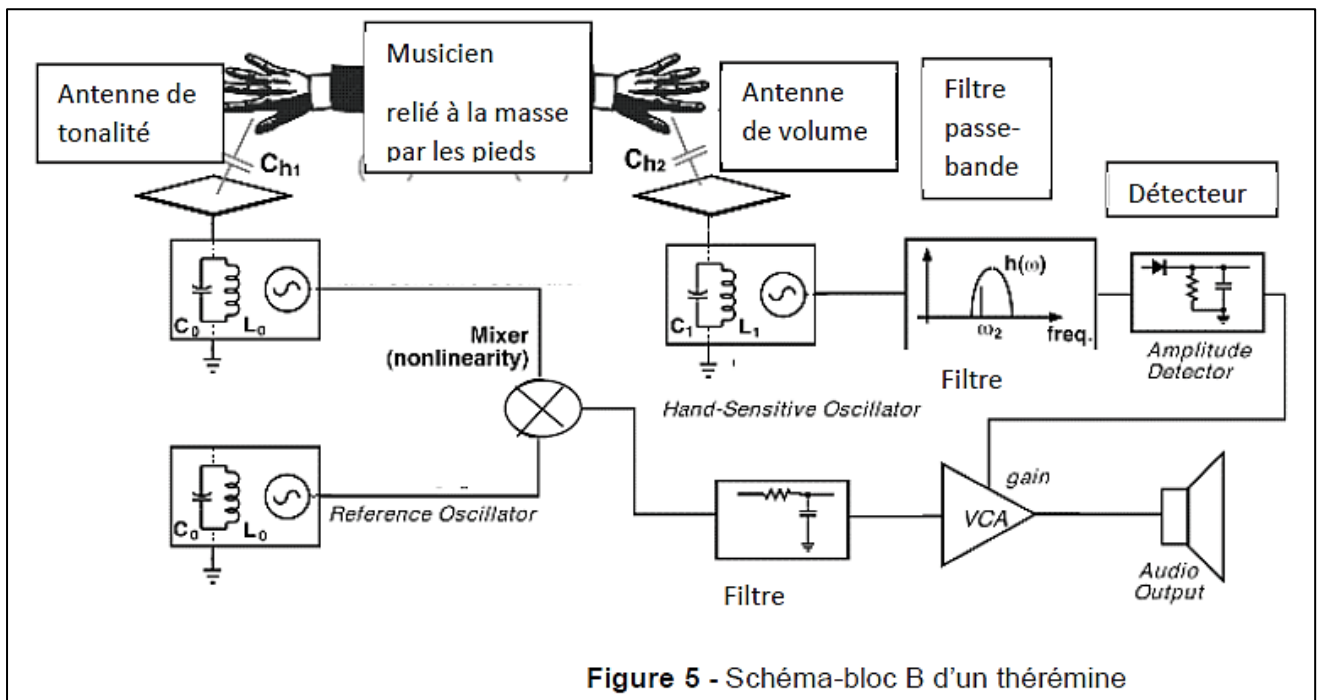 Antenne de
tonalité
Musicien
relié à la masse
par les pieds
Antenne
de volume
Filtre
passe-
bande
Détecteur
Ch1
Ch2
C0 L0
Mixer
(nonlinearity)
C1 L1
Hand-Sensitive Oscillator
h(ω)
ω2
freq.
Filtre
Amplitude
Detector
C0 L0
Reference Oscillator
Filtre
gain
VCA
Audio
Output
Figure 5 - Schéma-bloc B d'un thérémine